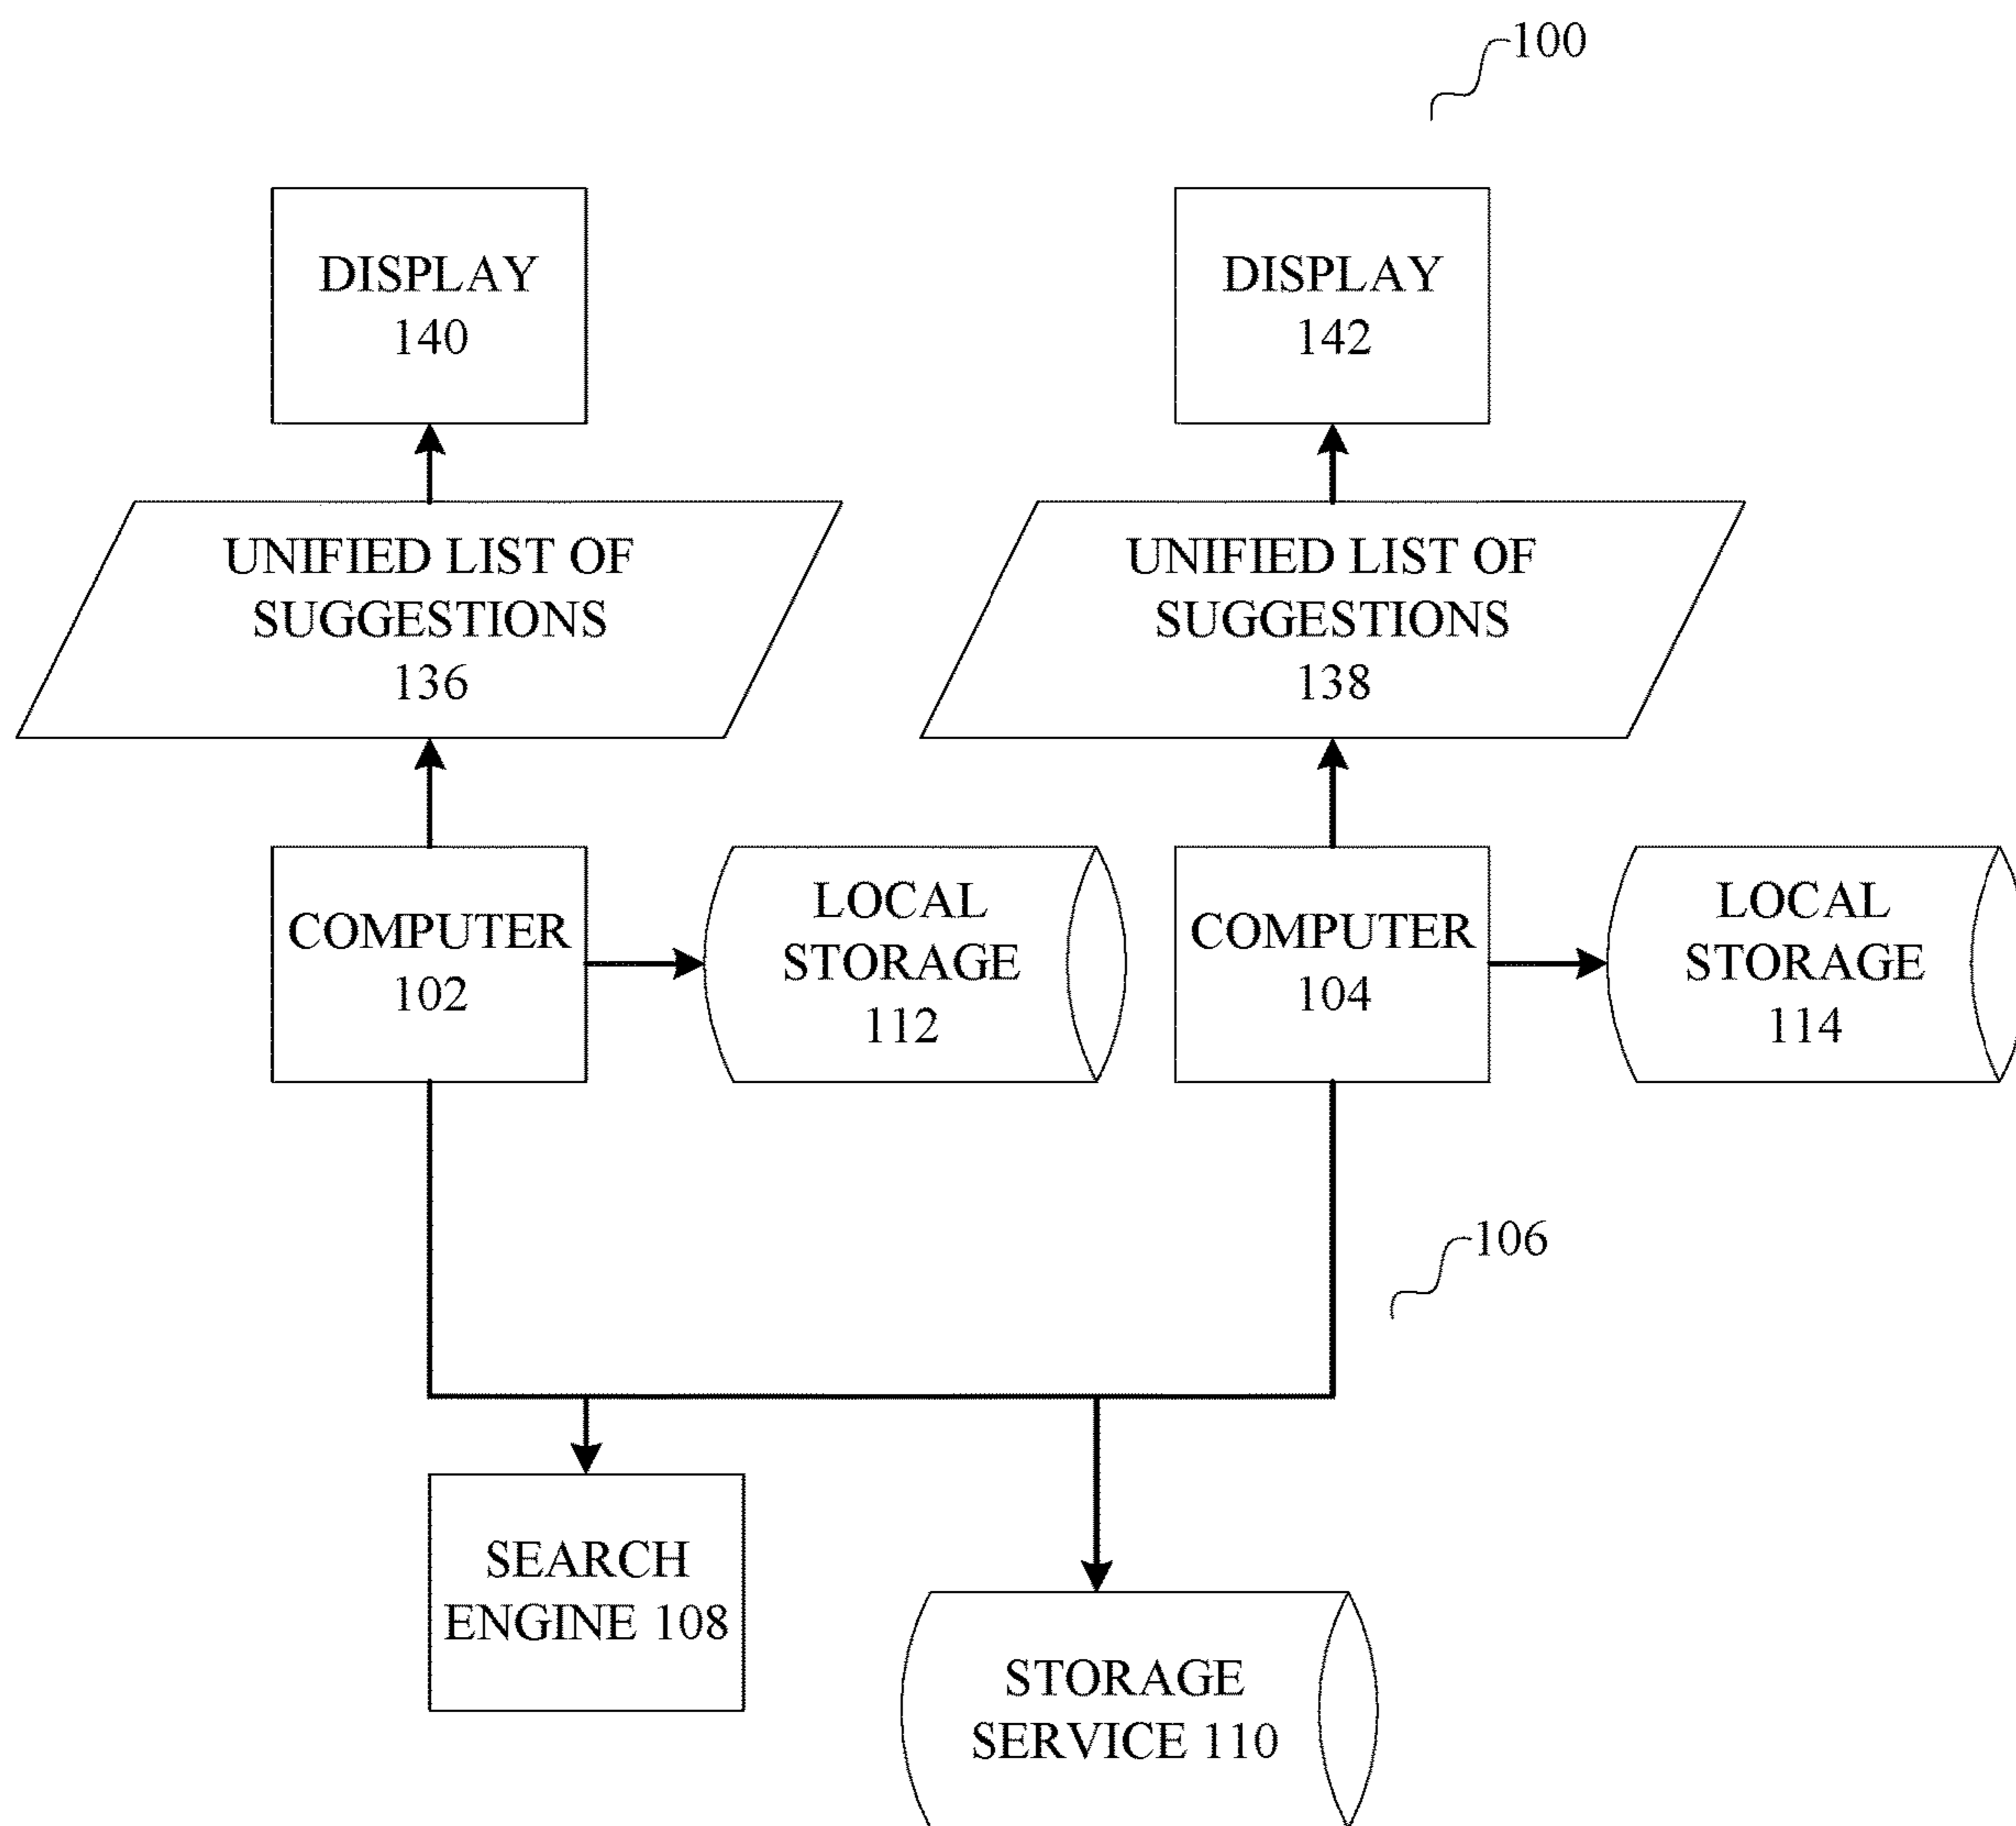 100
DISPLAY
140
DISPLAY
142
UNIFIED LIST OF
SUGGESTIONS
136
UNIFIED LIST OF
SUGGESTIONS
138
COMPUTER
102
LOCAL
STORAGE
112
COMPUTER
104
LOCAL
STORAGE
114
106
SEARCH
ENGINE 108
STORAGE
SERVICE 110